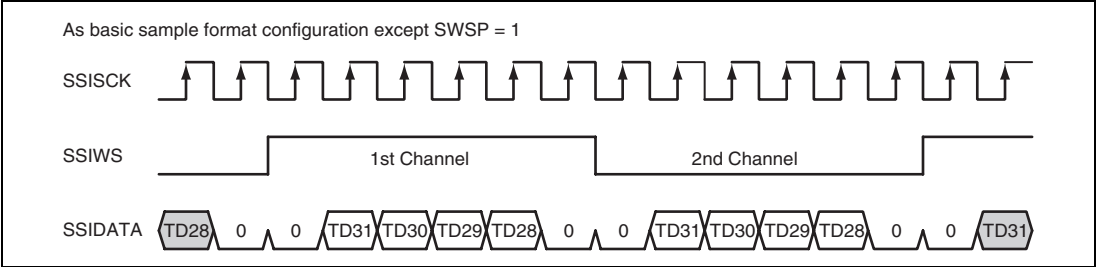 As basic sample format configuration except SWSP = 1
SSISCK
SSIWS 1st Channel 2nd Channel
SSIDATA TD28 0 0 TD31 TD30 TD29 TD28 0 0 TD31 TD30 TD29 TD28 0 0 TD31